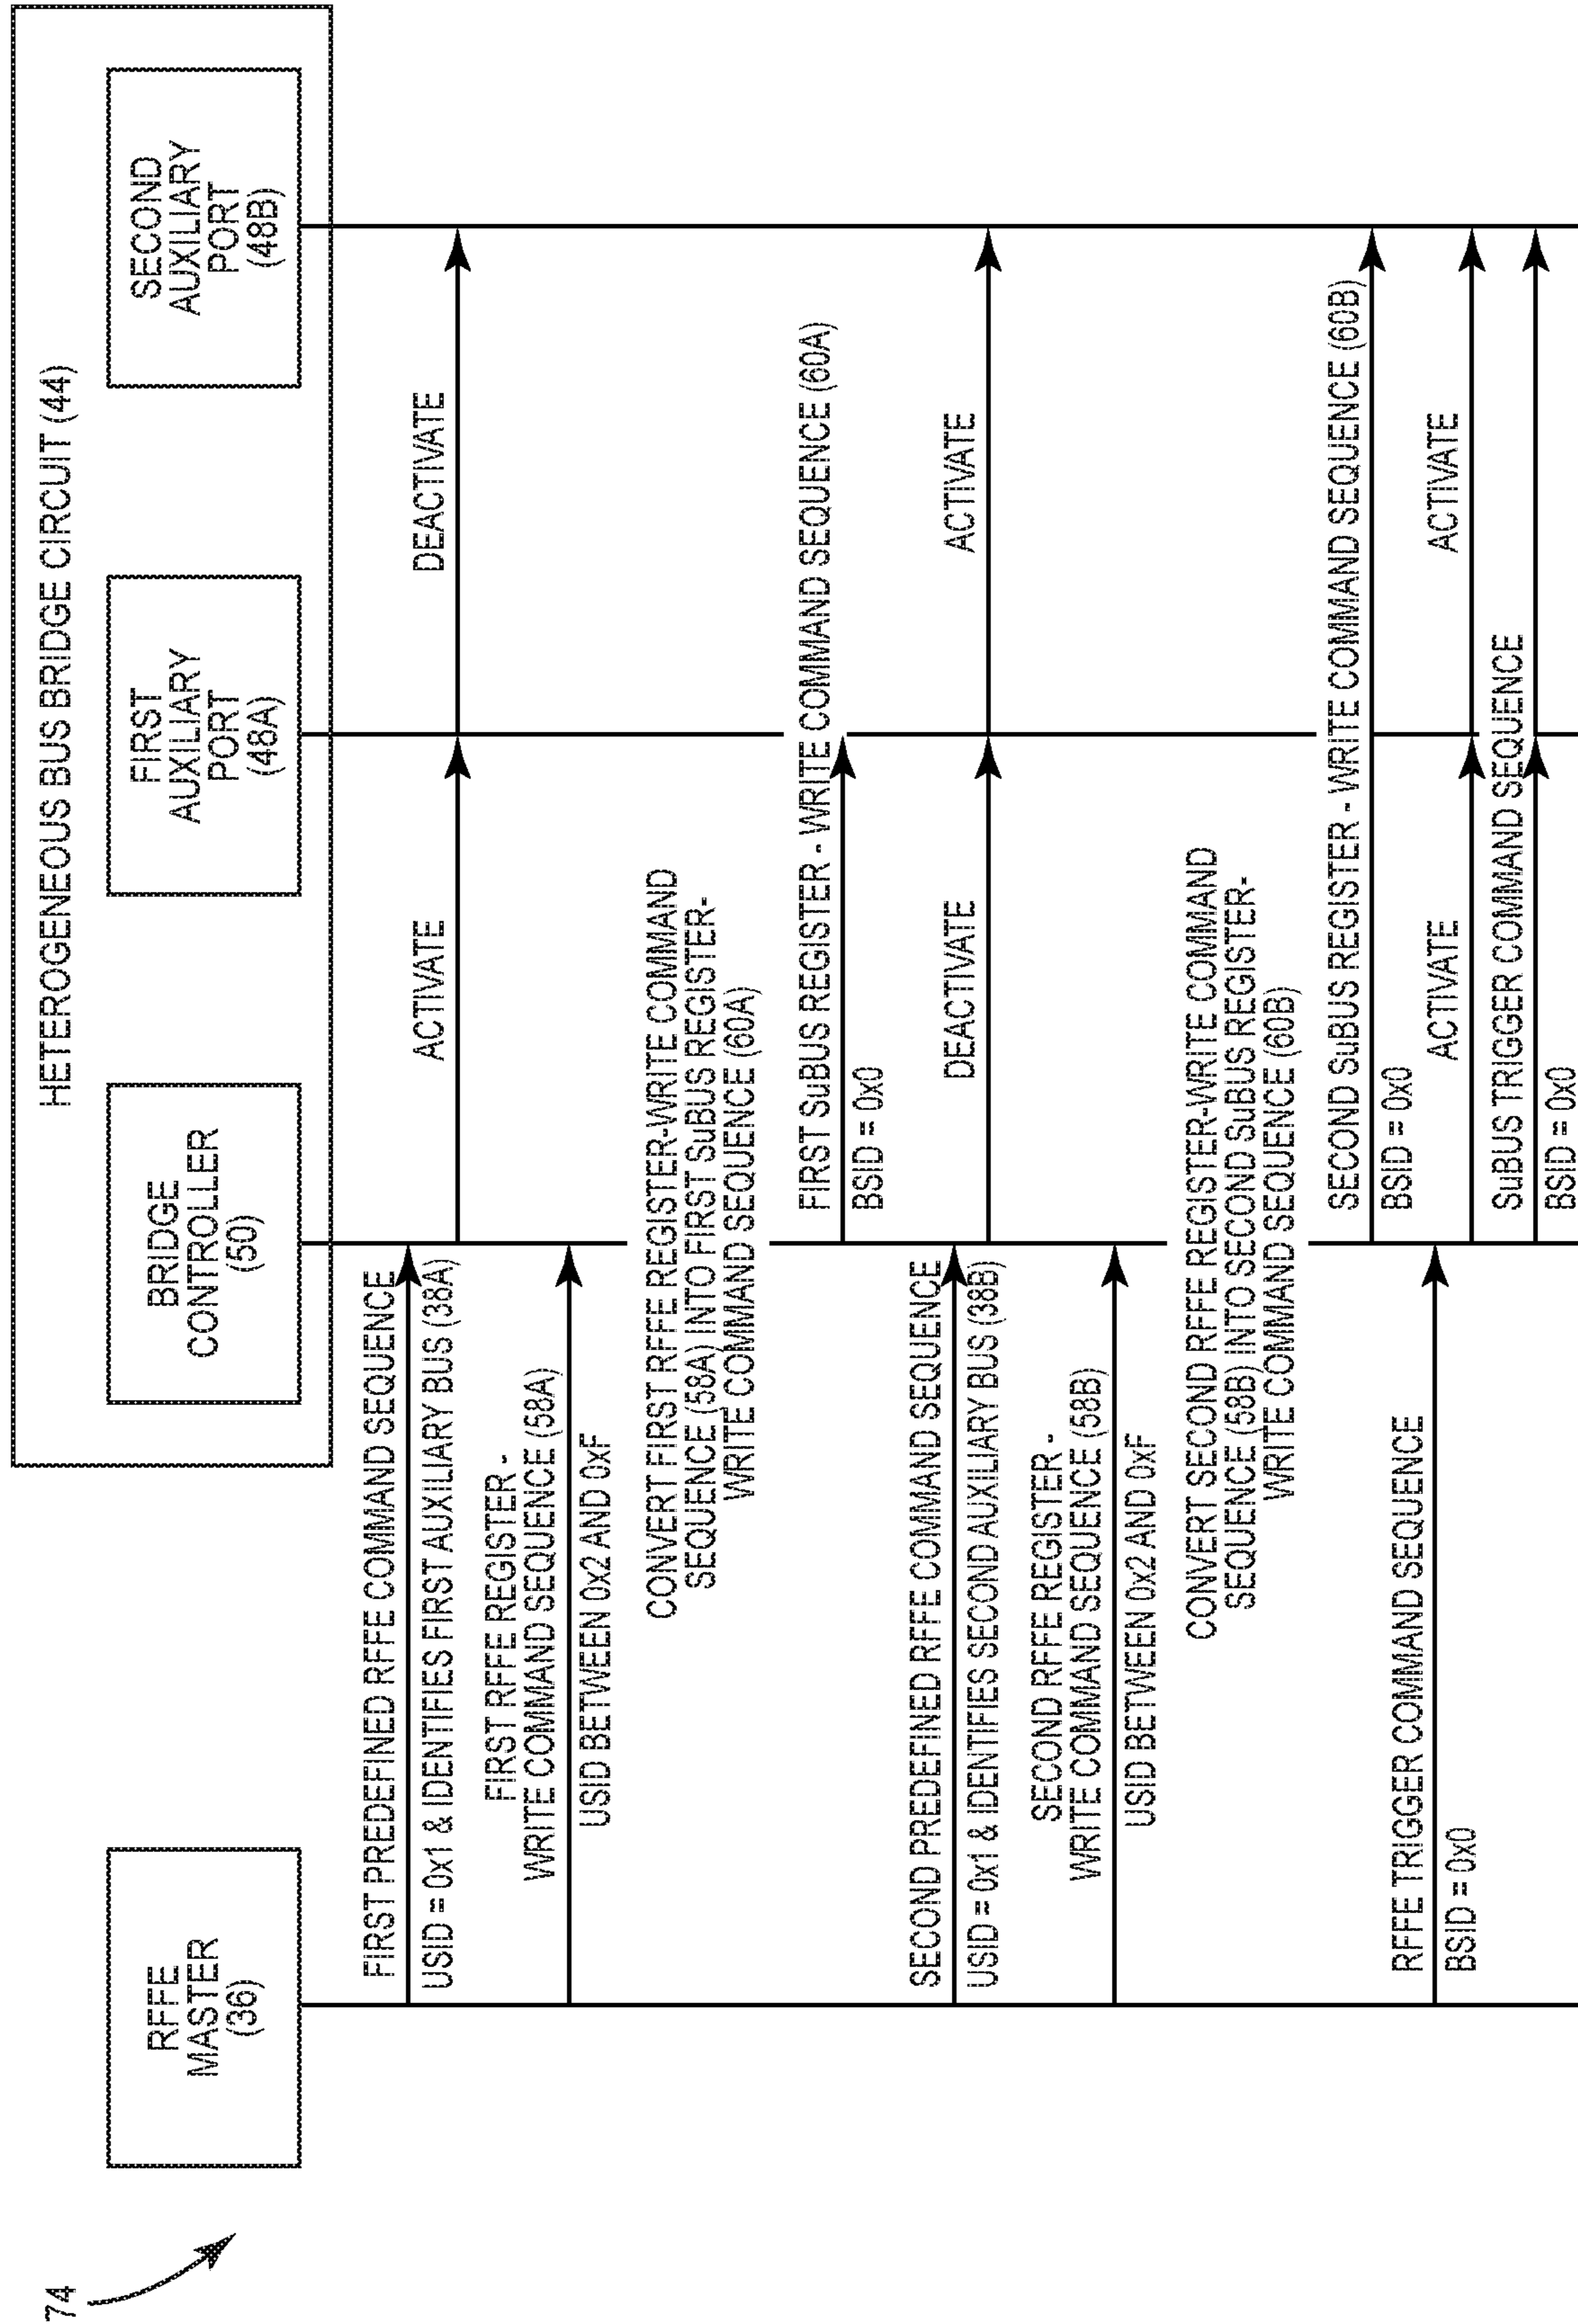 74
HETEROGENEOUS BUS BRIDGE CIRCUIT (44)
RFFE
MASTER
(36)
BRIDGE
CONTROLLER
(50)
FIRST
AUXILIARY
PORT
(48A)
SECOND
AUXILIARY
PORT
(48B)
FIRST PREDEFINED RFFE COMMAND SEQUENCE
USID = 0x1 & IDENTIFIES FIRST AUXILIARY BUS (38A)
ACTIVATE
DEACTIVATE
FIRST RFFE REGISTER -
WRITE COMMAND SEQUENCE (58A)
USID BETWEEN 0x2 AND 0xF
CONVERT FIRST RFFE REGISTER-WRITE COMMAND
SEQUENCE (58A) INTO FIRST SuBUS REGISTER-
WRITE COMMAND SEQUENCE (60A)
FIRST SuBUS REGISTER - WRITE COMMAND SEQUENCE (60A)
BSID = 0x0
SECOND PREDEFINED RFFE COMMAND SEQUENCE
USID = 0x1 & IDENTIFIES SECOND AUXILIARY BUS (38B)
DEACTIVATE
ACTIVATE
SECOND RFFE REGISTER -
WRITE COMMAND SEQUENCE (58B)
USID BETWEEN 0x2 AND 0xF
CONVERT SECOND RFFE REGISTER-WRITE COMMAND
SEQUENCE (58B) INTO SECOND SuBUS REGISTER-
WRITE COMMAND SEQUENCE (60B)
SECOND SuBUS REGISTER - WRITE COMMAND SEQUENCE (60B)
BSID = 0x0
RFFE TRIGGER COMMAND SEQUENCE
BSID = 0x0
ACTIVATE
ACTIVATE
SuBUS TRIGGER COMMAND SEQUENCE
BSID = 0x0